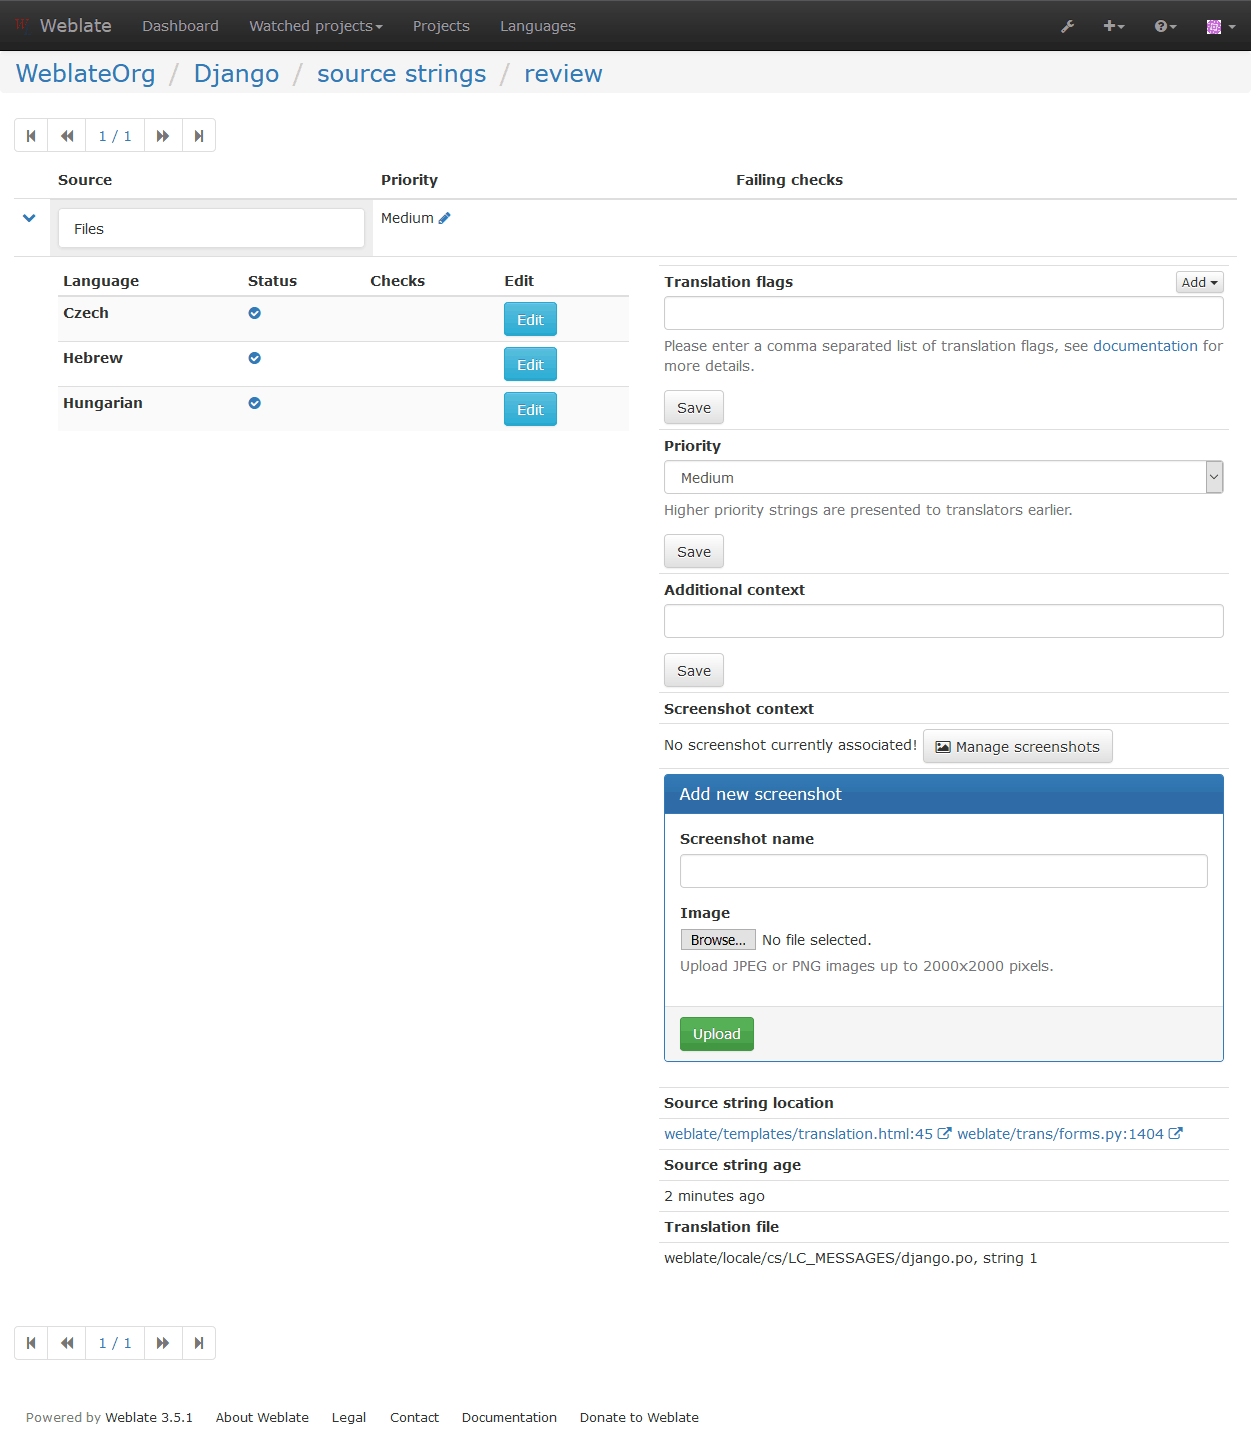 Weblate Dashboard Watched projects Projects Languages
WeblateOrg / Django / source strings / review
1 / 1
Source Priority Failing checks
Files Medium
Language Status Checks Edit
Czech Edit
Hebrew Edit
Hungarian Edit
Translation flags Add
Please enter a comma separated list of translation flags, see documentation for
more details.
Save
Priority
Medium
Higher priority strings are presented to translators earlier.
Save
Additional context
Save
Screenshot context
No screenshot currently associated! Manage screenshots
Add new screenshot
Screenshot name
Image
Browse... No file selected.
Upload JPEG or PNG images up to 2000x2000 pixels.
Upload
Source string location
weblate/templates/translation.html:45 weblate/trans/forms.py:1404
Source string age
2 minutes ago
Translation file
weblate/locale/cs/LC_MESSAGES/django.po, string 1
1 / 1
Powered by Weblate 3.5.1 About Weblate Legal Contact Documentation Donate to Weblate